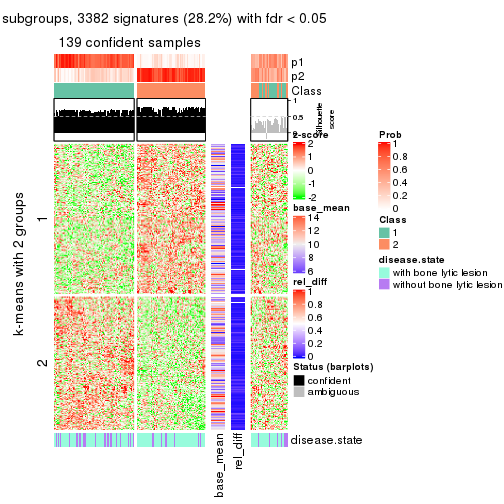 subgroups, 3382 signatures (28.2%) with fdr < 0.05
139 confident samples
p1
p2
Class
1
0.5
0
Silhouette
score
k-means with 2 groups
1
2
z-score
2
1
0
-1
-2
base_mean
14
12
10
8
6
rel_diff
1
0.8
0.6
0.4
0.2
0
Status (barplots)
confident
ambiguous
Prob
1
0.8
0.6
0.4
0.2
0
Class
1
2
disease.state
with bone lytic lesion
without bone lytic lesion
disease.state
base_mean
rel_diff